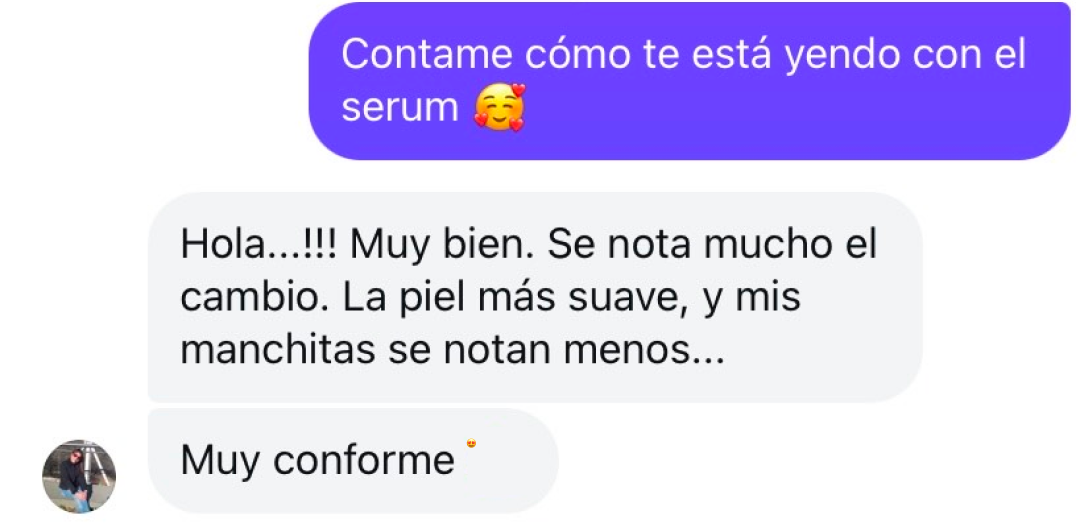 Contame cómo te está yendo con el
serum 🥰
Hola...!!! Muy bien. Se nota mucho el
cambio. La piel más suave, y mis
manchitas se notan menos...
Muy conforme 😍